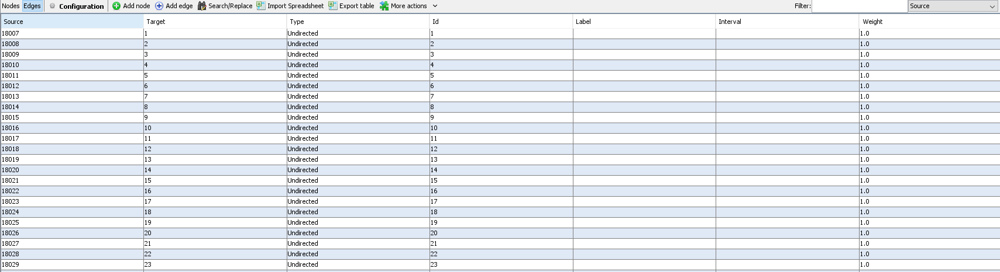 Nodes Edges Configuration Add node Add edge Search/Replace Import Spreadsheet Export table More actions Filter: Source
Source Target Type Id Label Interval Weight
18007 1 Undirected 1 1.0
18008 2 Undirected 2 1.0
18009 3 Undirected 3 1.0
18010 4 Undirected 4 1.0
18011 5 Undirected 5 1.0
18012 6 Undirected 6 1.0
18013 7 Undirected 7 1.0
18014 8 Undirected 8 1.0
18015 9 Undirected 9 1.0
18016 10 Undirected 10 1.0
18017 11 Undirected 11 1.0
18018 12 Undirected 12 1.0
18019 13 Undirected 13 1.0
18020 14 Undirected 14 1.0
18021 15 Undirected 15 1.0
18022 16 Undirected 16 1.0
18023 17 Undirected 17 1.0
18024 18 Undirected 18 1.0
18025 19 Undirected 19 1.0
18026 20 Undirected 20 1.0
18027 21 Undirected 21 1.0
18028 22 Undirected 22 1.0
18029 23 Undirected 23 1.0